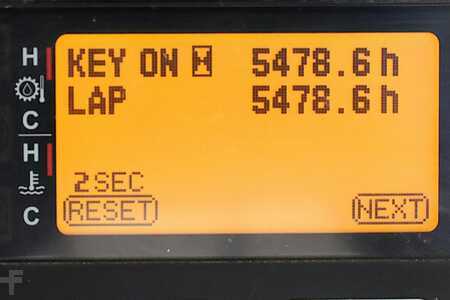 H
C
H
C
KEY ON 5478.6h
LAP 5478.6h
2SEC
RESET NEXT